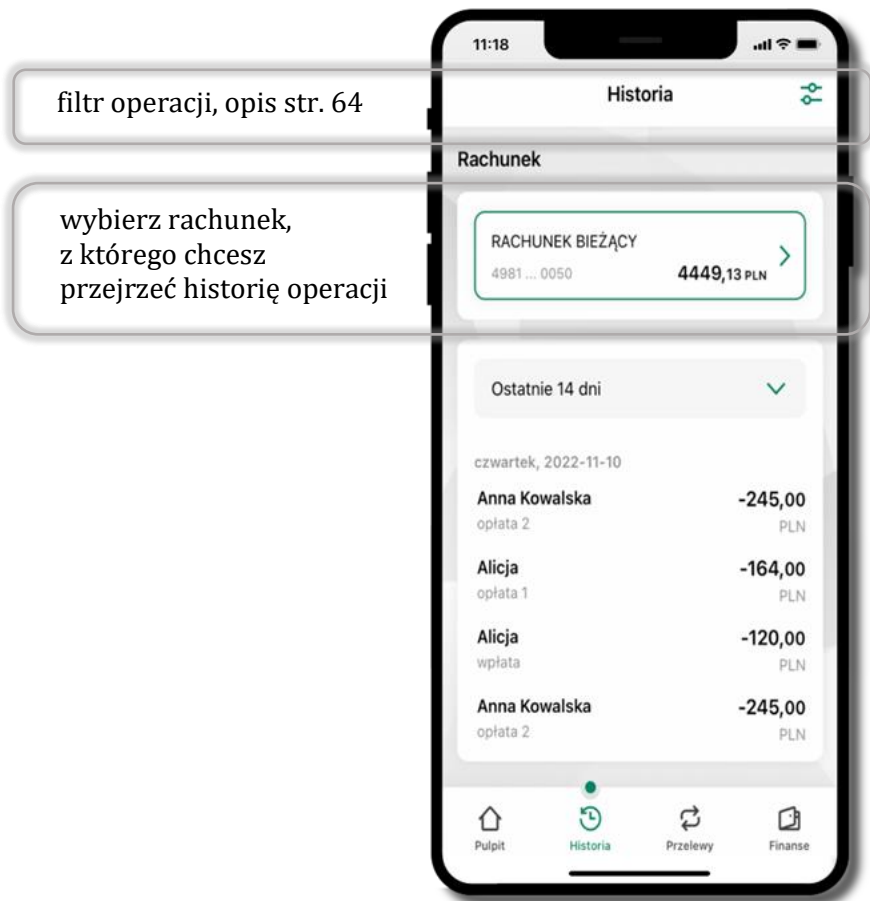 11:18
Historia
filtr operacji, opis str. 64
Rachunek
wybierz rachunek,
z którego chcesz
przejrzeć historię operacji
RACHUNEK BIEŻĄCY
4981 ... 0050 4449,13 PLN
Ostatnie 14 dni
czwartek, 2022-11-10
Anna Kowalska -245,00
opłata 2 PLN
Alicja -164,00
opłata 1 PLN
Alicja -120,00
wpłata PLN
Anna Kowalska -245,00
opłata 2 PLN
Pulpit Historia Przelewy Finanse